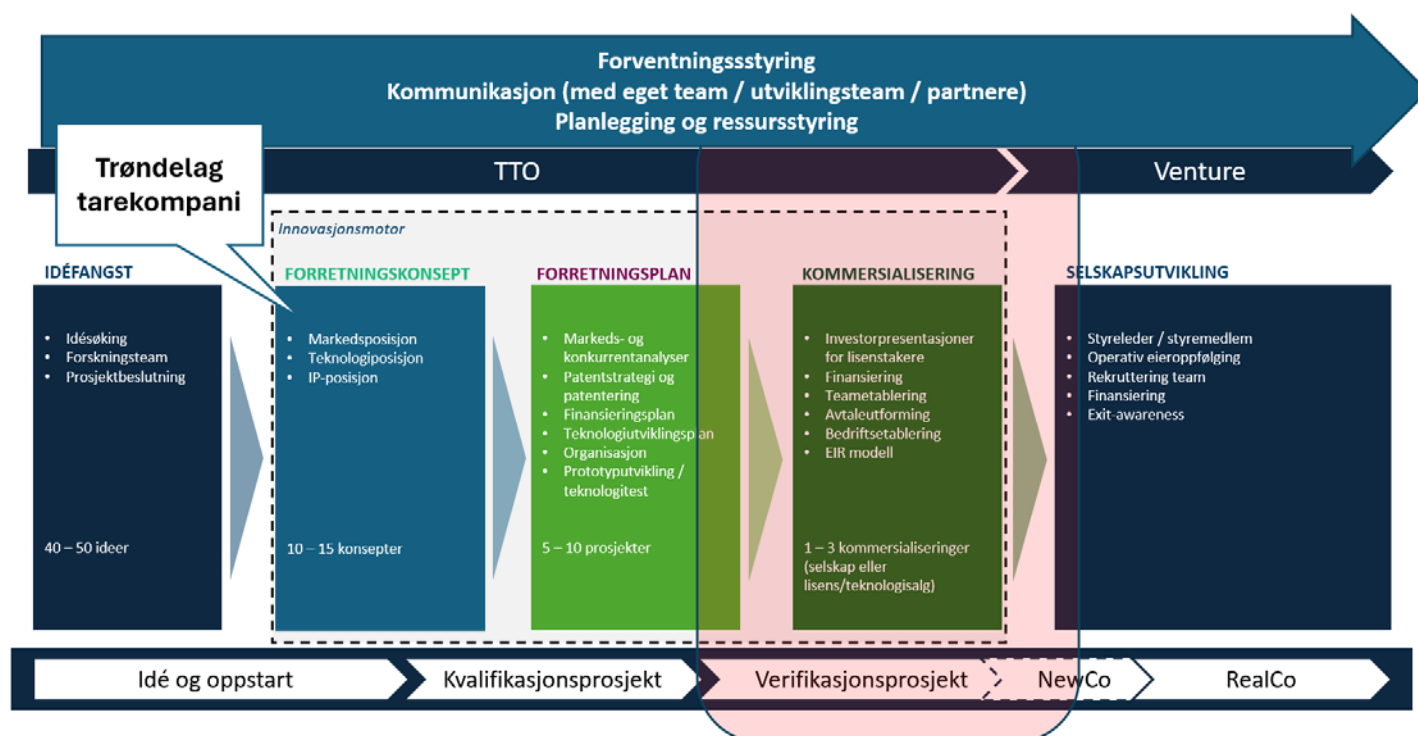 Forventningssstyring
Kommunikasjon (med eget team / utviklingsteam / partnere)
Planlegging og ressursstyring
Trøndelag
tarekompani
TTO
Venture
Innovasjonsmotor
IDÉFANGST
• Idésøking
• Forskningsteam
• Prosjektbeslutning
40 – 50 ideer
FORRETNINGSKONSEPT
• Markedsposisjon
• Teknologiposisjon
• IP-posisjon
10 – 15 konsepter
FORRETNINGSPLAN
• Markeds- og
konkurrentanalyser
• Patentstrategi og
patentering
• Finansieringsplan
• Teknologiutviklingsplan
• Organisasjon
• Prototyputvikling /
teknologitest
5 – 10 prosjekter
KOMMERSIALISERING
• Investorpresentasjoner
for lisenstakere
• Finansiering
• Teametablering
• Avtaleutforming
• Bedriftsetablering
• EIR modell
1 – 3 kommersialiseringer
(selskap eller
lisens/teknologisalg)
SELSKAPSUTVIKLING
• Styreleder / styremedlem
• Operativ eieroppfølging
• Rekruttering team
• Finansiering
• Exit-awareness
Idé og oppstart
Kvalifikasjonsprosjekt
Verifikasjonsprosjekt
NewCo
RealCo